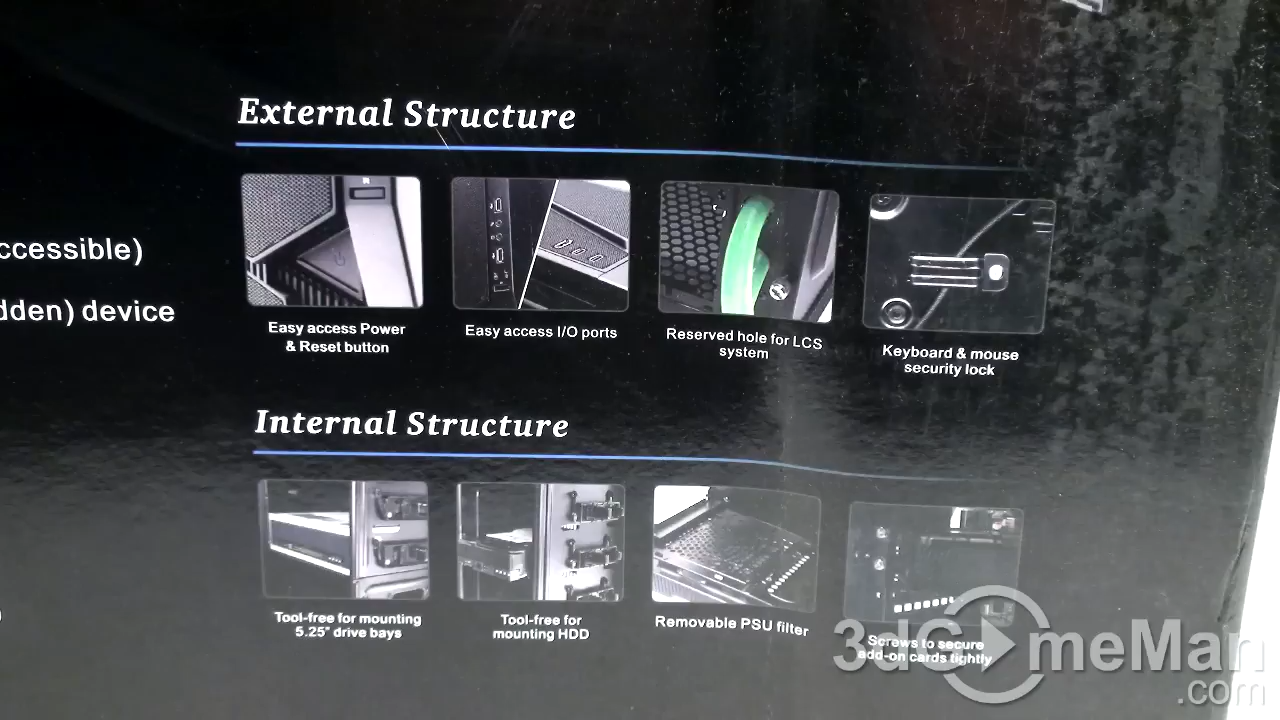 External Structure
ccessible)
dden) device
Easy access Power
& Reset button
Easy access I/O ports
Reserved hole for LCS
system
Keyboard & mouse
security lock
Internal Structure
Tool-free for mounting
5.25" drive bays
Tool-free for
mounting HDD
Removable PSU filter
Screws to secure
add-on cards tightly
3dGameMan
.com